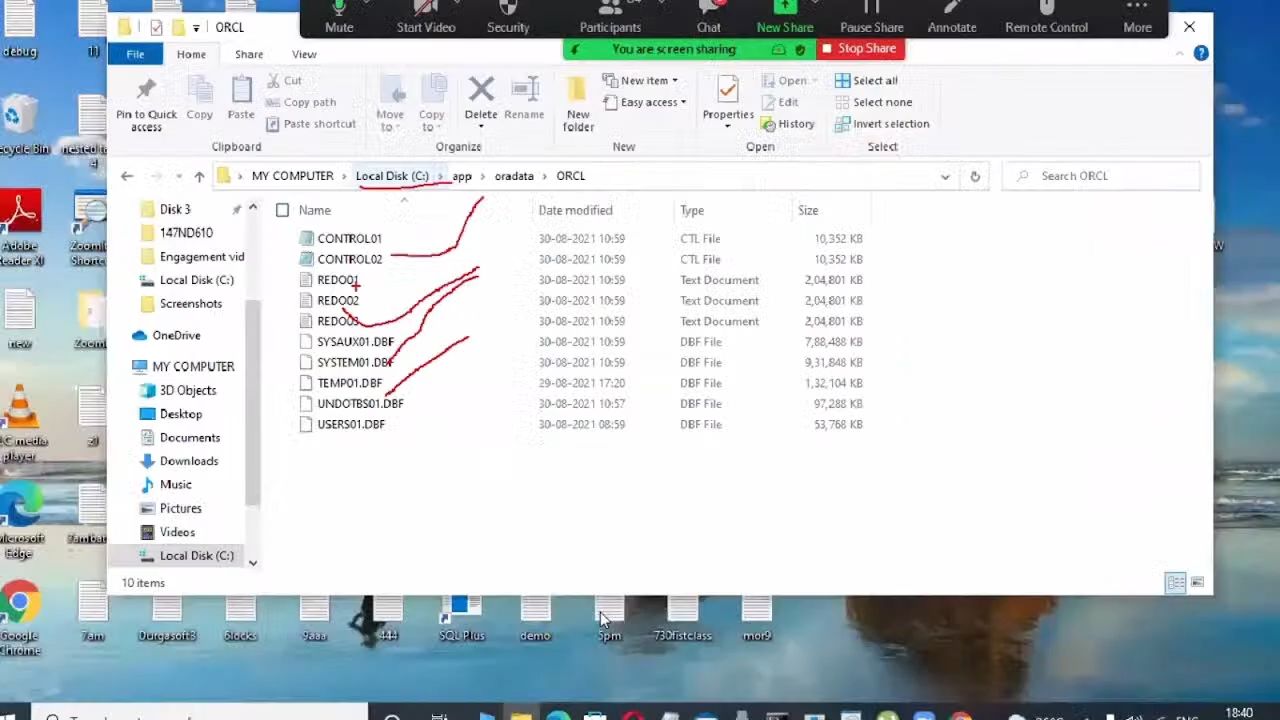 Mute Start Video Security Participants Chat New Share Pause Share Annotate Remote Control More
You are screen sharing Stop Share
ORCL
File Home Share View
Pin to Quick access
Copy
Paste
Cut
Copy path
Paste shortcut
Move to
Copy to
Delete
Rename
New folder
New item
Easy access
Properties
Open
Edit
History
Select all
Select none
Invert selection
Clipboard Organize New Open Select
MY COMPUTER Local Disk (C:) app oradata ORCL
Search ORCL
Name Date modified Type Size
CONTROL01 30-08-2021 10:59 CTL File 10,352 KB
CONTROL02 30-08-2021 10:59 CTL File 10,352 KB
REDO01 30-08-2021 10:59 Text Document 2,04,801 KB
REDO02 30-08-2021 10:59 Text Document 2,04,801 KB
REDO03 30-08-2021 10:59 Text Document 2,04,801 KB
SYSAUX01.DBF 30-08-2021 10:59 DBF File 7,88,488 KB
SYSTEM01.DBF 30-08-2021 10:59 DBF File 9,31,848 KB
TEMP01.DBF 29-08-2021 17:20 DBF File 1,32,104 KB
UNDOTBS01.DBF 30-08-2021 10:57 DBF File 97,288 KB
USERS01.DBF 30-08-2021 08:59 DBF File 53,768 KB
Disk 3
147ND610
Engagement vid
Local Disk (C:)
Screenshots
OneDrive
MY COMPUTER
3D Objects
Desktop
Documents
Downloads
Music
Pictures
Videos
Local Disk (C:)
10 items
debug
11
4
Adobe
new
player
Edge
Google Chrome
7am
Durgasoft3
9aaa
444
SQL Plus
demo
5pm
730fistclass
mor9
18:40